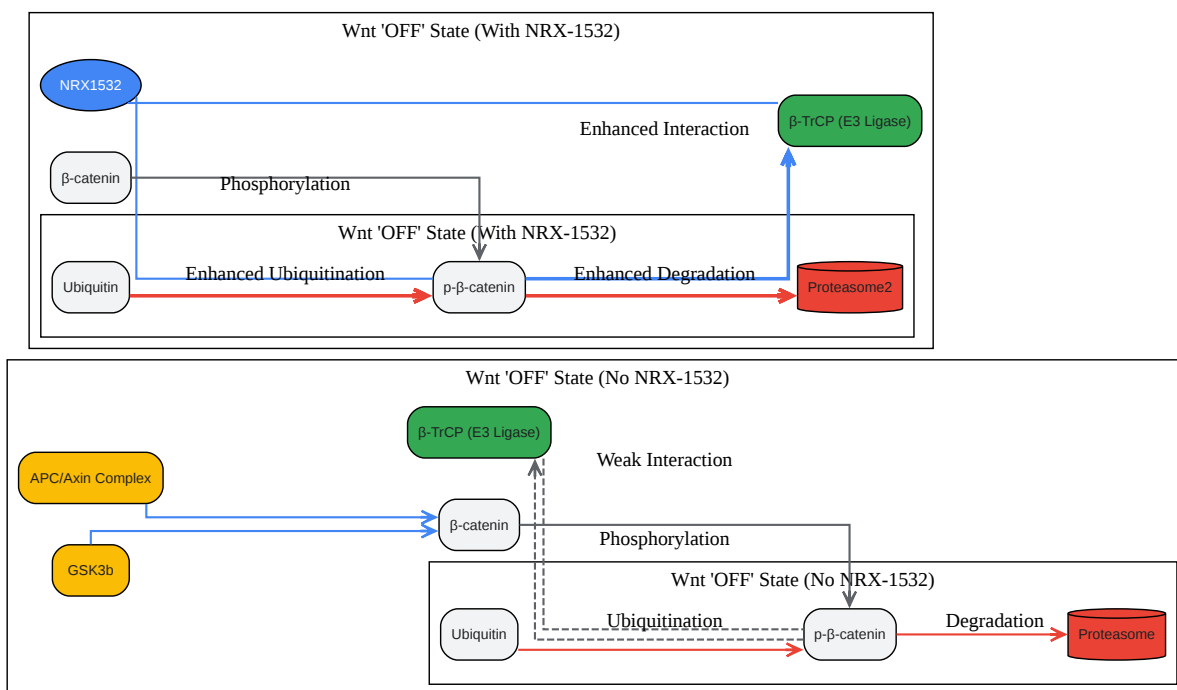 Wnt 'OFF' State (With NRX-1532)
NRX1532
β-TrCP (E3 Ligase)
Enhanced Interaction
β-catenin
Phosphorylation
Wnt 'OFF' State (With NRX-1532)
Enhanced Ubiquitination
Enhanced Degradation
Ubiquitin
p-β-catenin
Proteasome2
Wnt 'OFF' State (No NRX-1532)
β-TrCP (E3 Ligase)
Weak Interaction
APC/Axin Complex
β-catenin
Phosphorylation
GSK3b
Wnt 'OFF' State (No NRX-1532)
Ubiquitination
Degradation
Ubiquitin
p-β-catenin
Proteasome